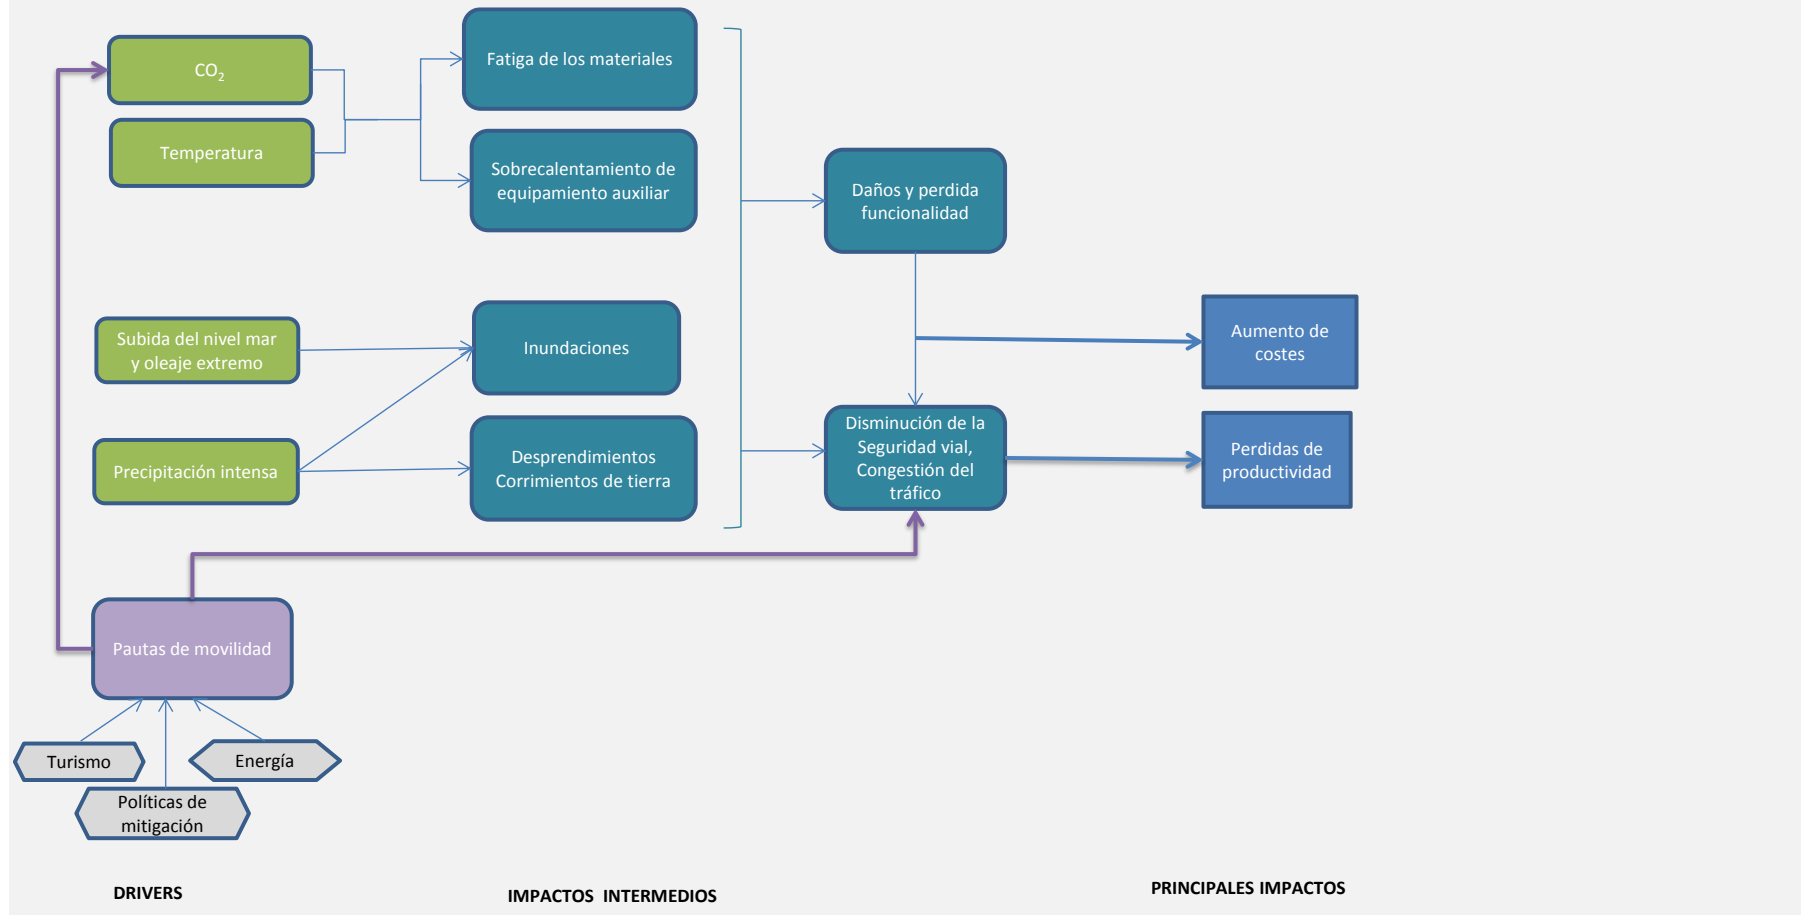 CO₂
Temperatura
Subida del nivel mar
y oleaje extremo
Precipitación intensa
Pautas de movilidad
Turismo
Energía
Políticas de
mitigación
Fatiga de los materiales
Sobrecalentamiento de
equipamiento auxiliar
Inundaciones
Desprendimientos
Corrimientos de tierra
Daños y perdida
funcionalidad
Disminución de la
Seguridad vial,
Congestión del
tráfico
Aumento de
costes
Perdidas de
productividad
DRIVERS
IMPACTOS INTERMEDIOS
PRINCIPALES IMPACTOS